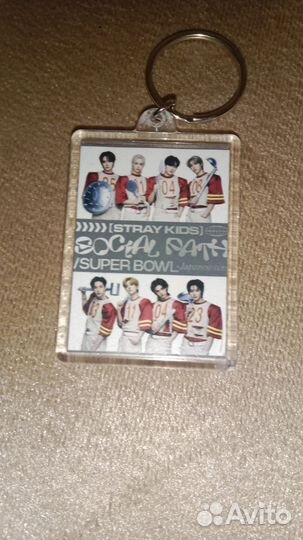 [STRAY KIDS]
SOCIAL PATH
/SUPER BOWL
Avito